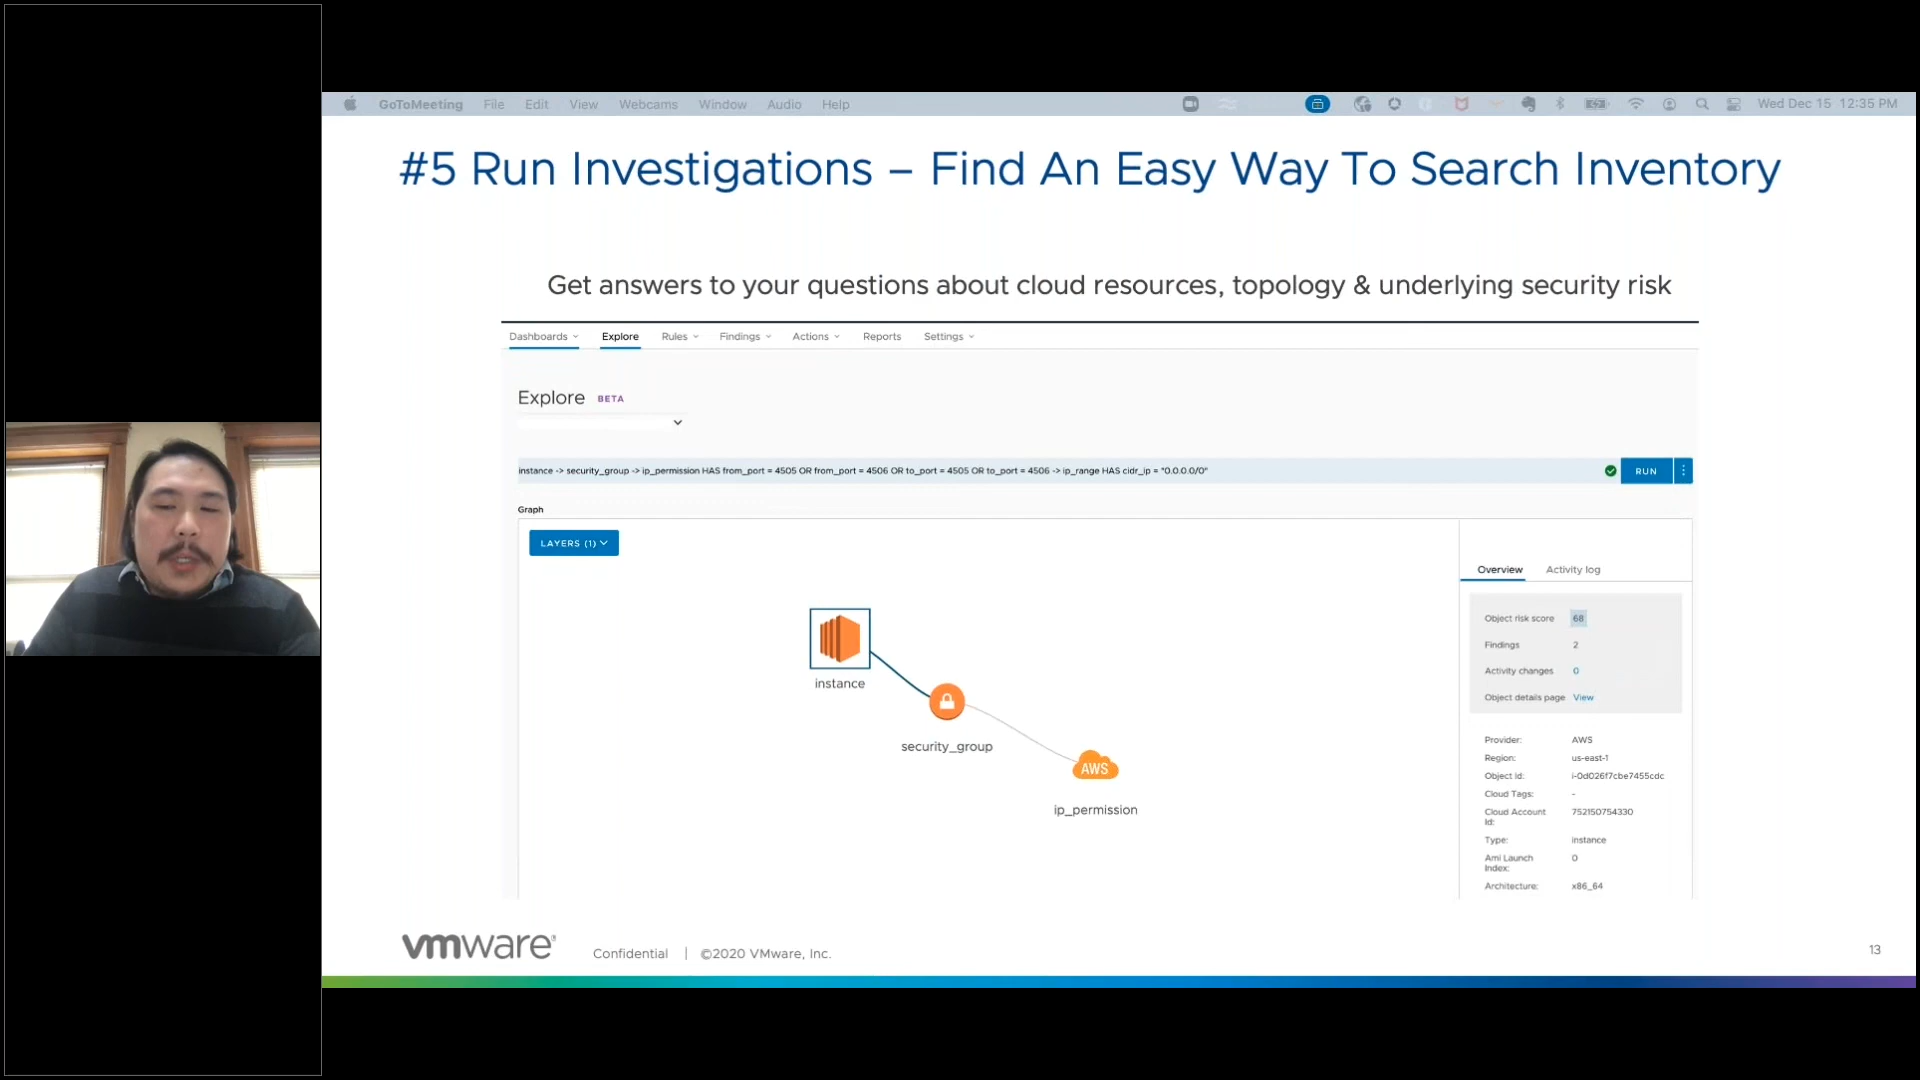 GoToMeeting File Edit View Webcams Window Audio Help Wed Dec 15 12:35 PM
#5 Run Investigations – Find An Easy Way To Search Inventory
Get answers to your questions about cloud resources, topology & underlying security risk
Dashboards Explore Rules Findings Actions Reports Settings
Explore BETA
instance -> security_group -> ip_permission HAS from_port = 4505 OR from_port = 4506 OR to_port = 4505 OR to_port = 4506 -> ip_range HAS cidr_ip = "0.0.0.0/0"
RUN
Graph
LAYERS (1)
instance
security_group
AWS
ip_permission
Overview Activity log
Object risk score 68
Findings 2
Activity changes 0
Object details page View
Provider: AWS
Region: us-east-1
Object Id: i-0d026f7cbe7455cdc
Cloud Tags: -
Cloud Account Id: 752150754330
Type: instance
Ami Launch Index: 0
Architecture: x86_64
vmware® Confidential | ©2020 VMware, Inc.
13